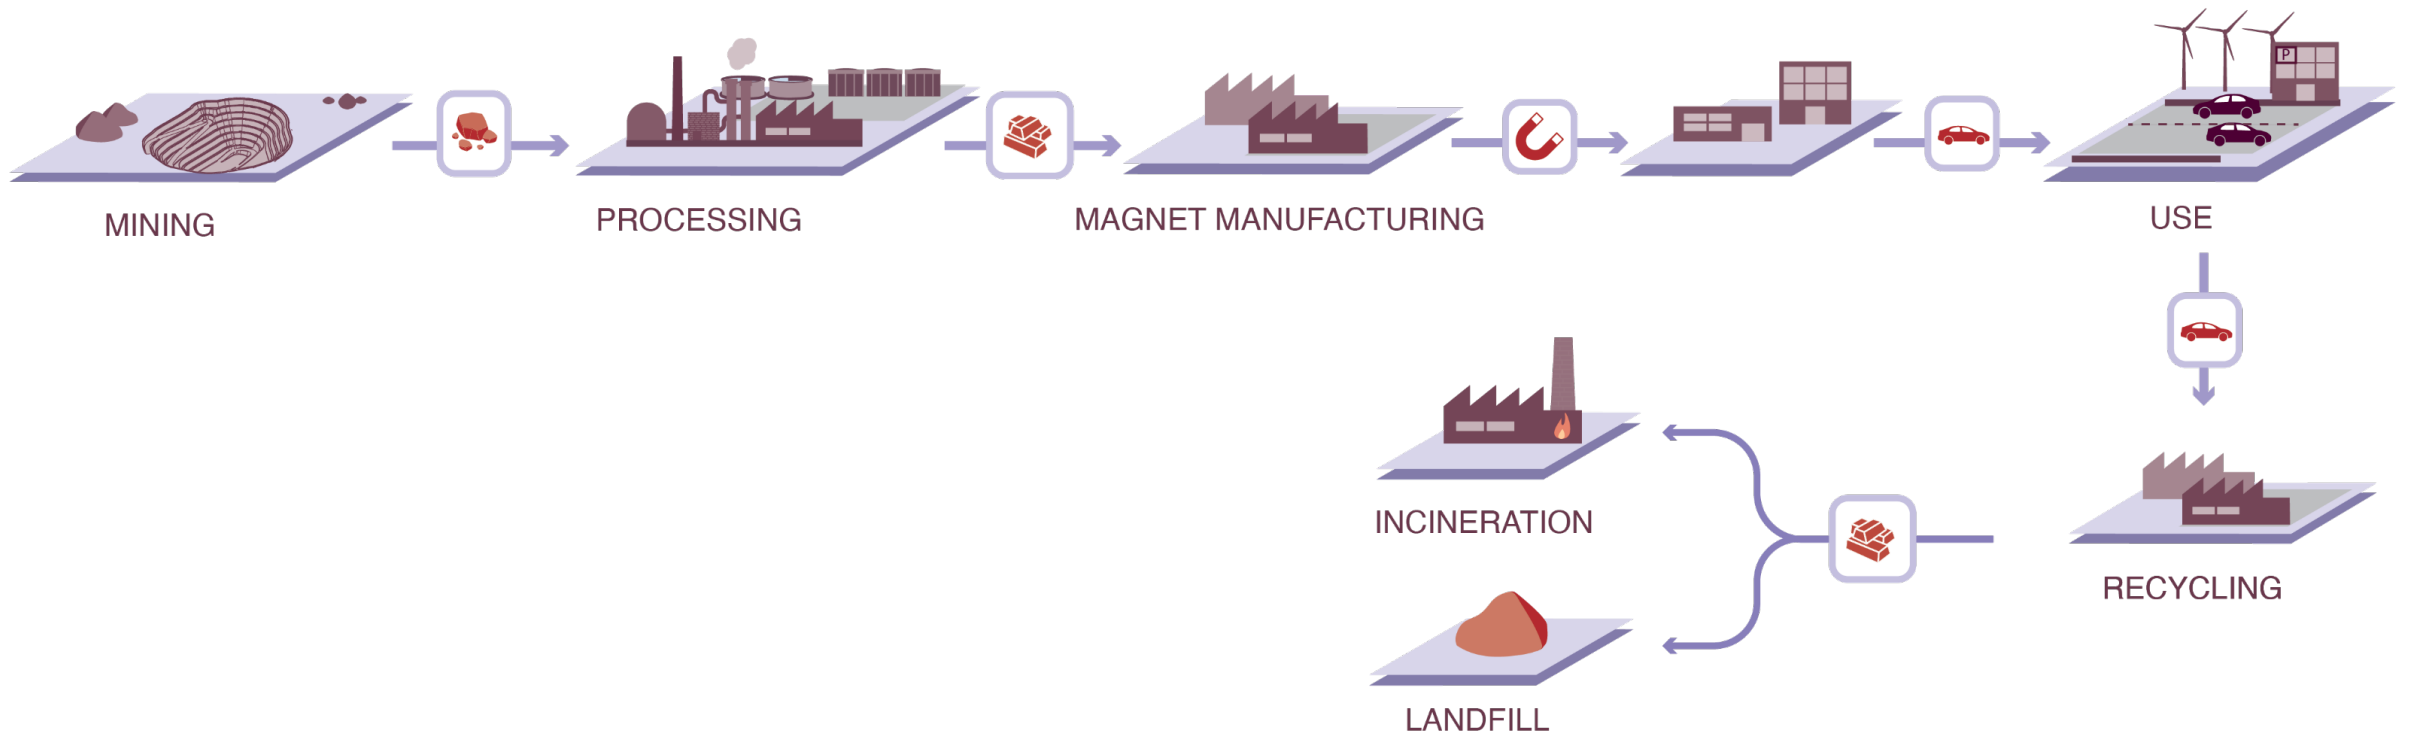 P
MINING
PROCESSING
MAGNET MANUFACTURING
USE
INCINERATION
RECYCLING
LANDFILL